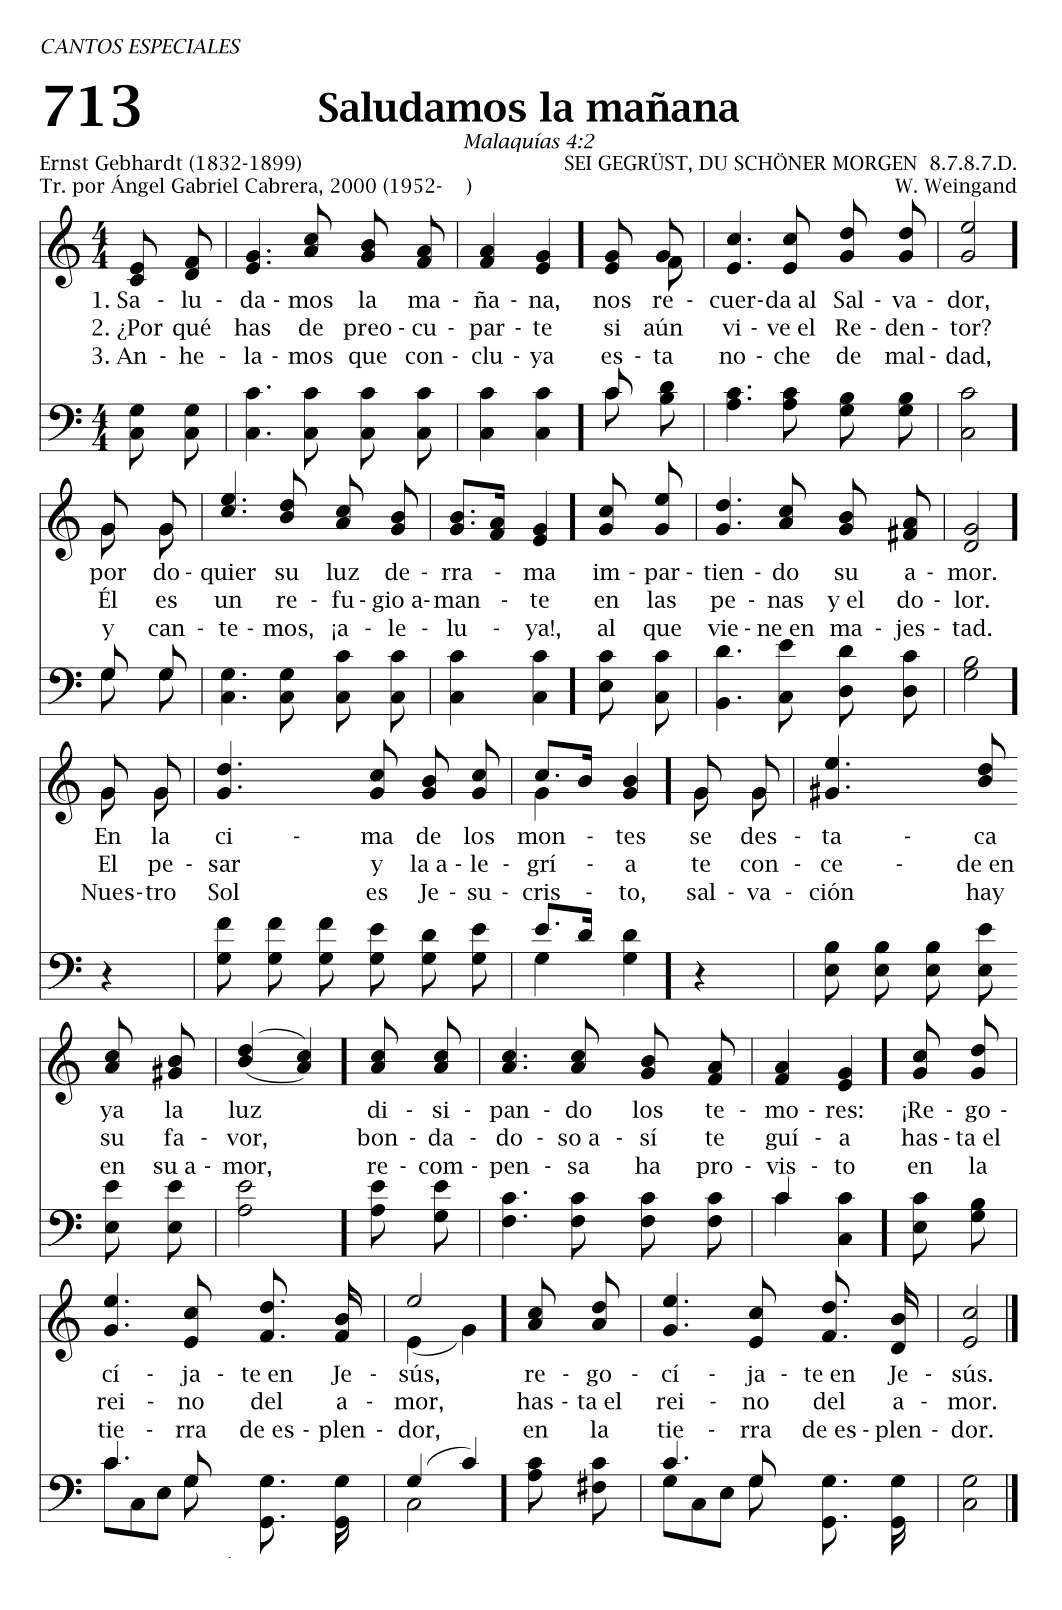 CANTOS ESPECIALES
713
Saludamos la mañana
Malaquías 4:2
Ernst Gebhardt (1832-1899) SEI GEGRÜST, DU SCHÖNER MORGEN 8.7.8.7.D.
Tr. por Ángel Gabriel Cabrera, 2000 (1952- ) W. Weingand
4 4
1. Sa - lu - da - mos la ma - ña - na, nos re - cuer-da al Sal - va - dor,
2. ¿Por qué has de preo - cu - par - te si aún vi - ve el Re - den - tor?
3. An - he - la - mos que con - clu - ya es - ta no - che de mal - dad,
4 4
por do - quier su luz de - rra - ma im - par - tien - do su a - mor.
Él es un re - fu - gio a-man - te en las pe - nas y el do - lor.
y can - te - mos, ¡a - le - lu - ya!, al que vie - ne en ma - jes - tad.
En la ci - ma de los mon - tes se des - ta - ca
El pe - sar y la a - le - grí - a te con - ce - de en
Nues - tro Sol es Je - su - cris - to, sal - va - ción hay
ya la luz di - si - pan - do los te - mo - res: ¡Re - go -
su fa - vor, bon - da - do - so a - sí te guí - a has - ta el
en su a - mor, re - com - pen - sa ha pro - vis - to en la
cí - ja - te en Je - sús, re - go - cí - ja - te en Je - sús.
rei - no del a - mor, has - ta el rei - no del a - mor.
tie - rra de es - plen - dor, en la tie - rra de es - plen - dor.